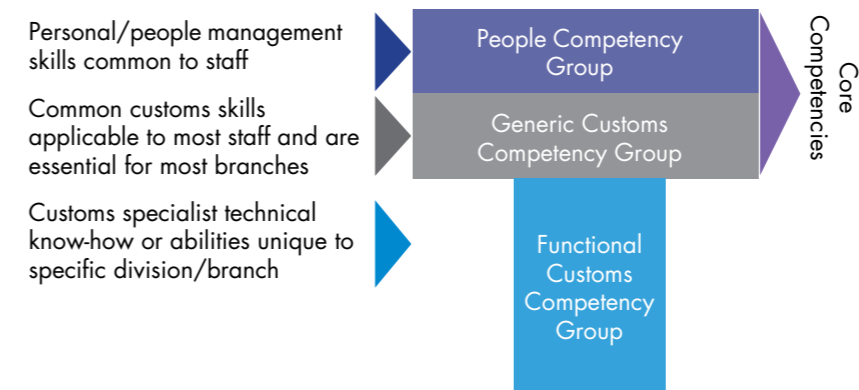 Personal/people management
skills common to staff
People Competency
Group
Common customs skills
applicable to most staff and are
essential for most branches
Generic Customs
Competency Group
Core
Competencies
Customs specialist technical
know-how or abilities unique to
specific division/branch
Functional
Customs
Competency
Group